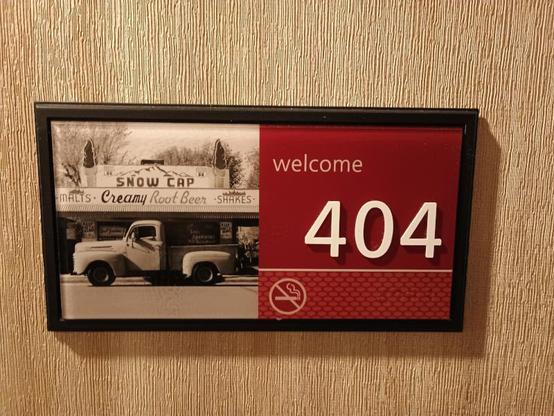 SNOW CAP
MALTS · Creamy Root Beer · SHAKES ·
welcome
404